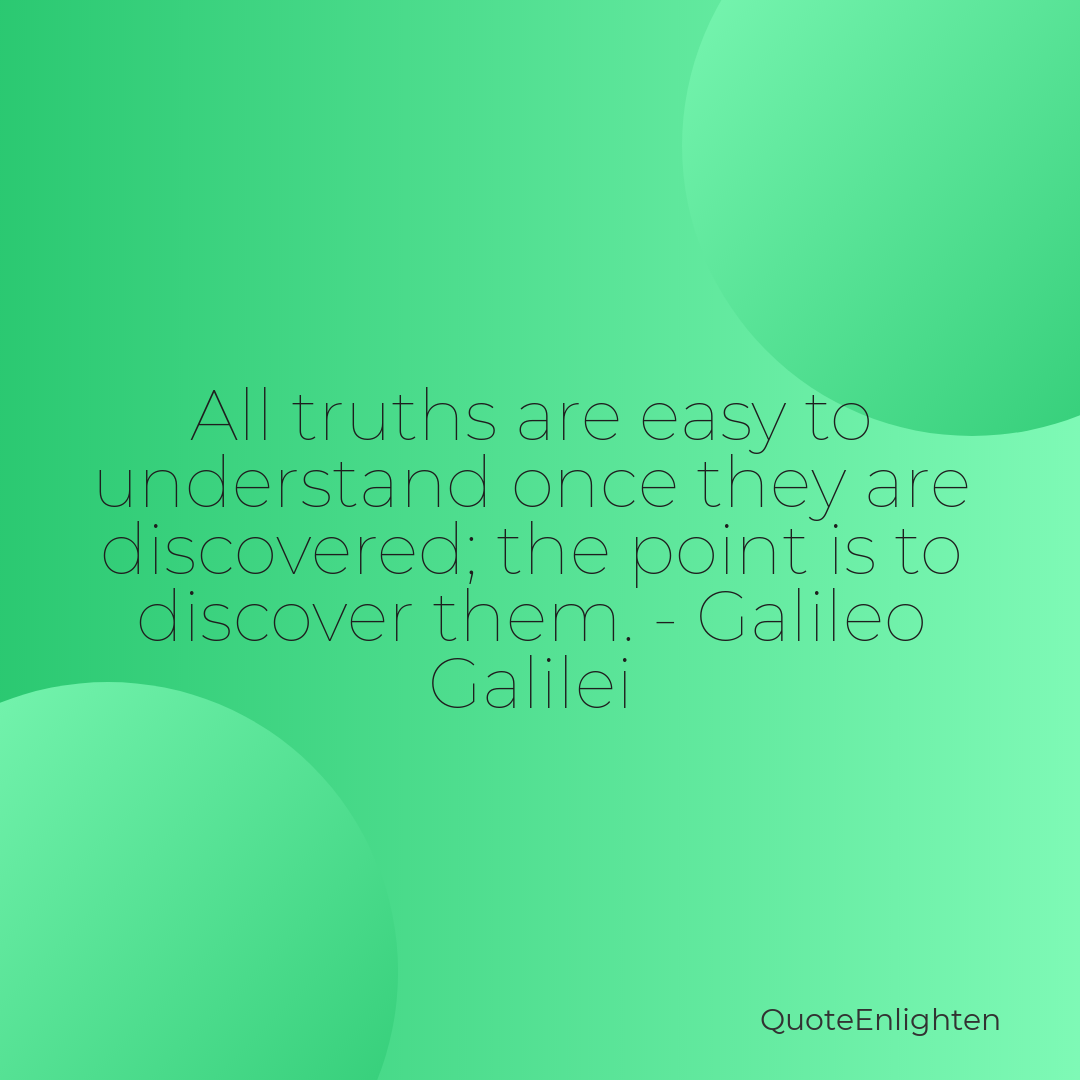 All truths are easy to
understand once they are
discovered; the point is to
discover them. - Galileo
Galilei
QuoteEnlighten